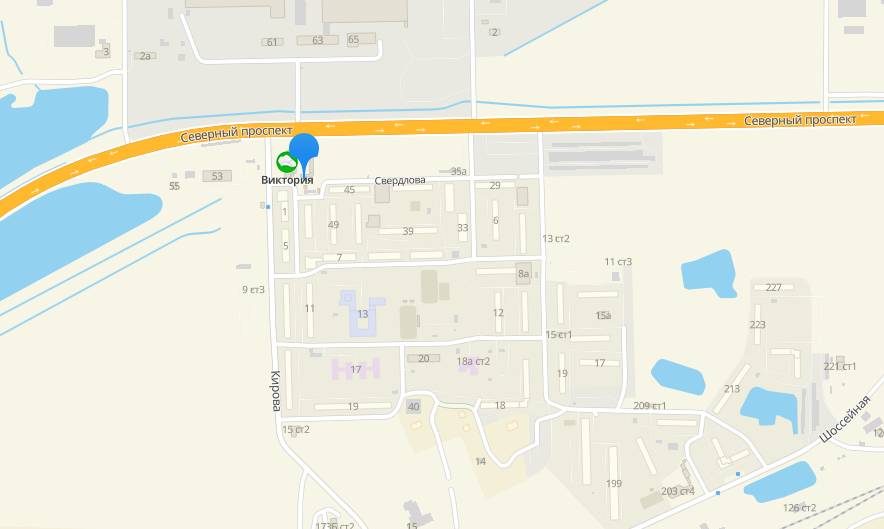 2
61
63
65
3
2а
Северный проспект
Северный проспект
Виктория
35а
Свердлова
53
55
45
29
1
49
39
33
6
5
7
13 ст2
8а
11 ст3
9 ст3
227
11
13
12
15а
223
15 ст1
20
18а ст2
17
17
19
221 ст1
Кирова
213
19
40
18
209 ст1
Шоссейная
15 ст2
12
14
199
203 ст4
126 ст2
173Б ст2
15